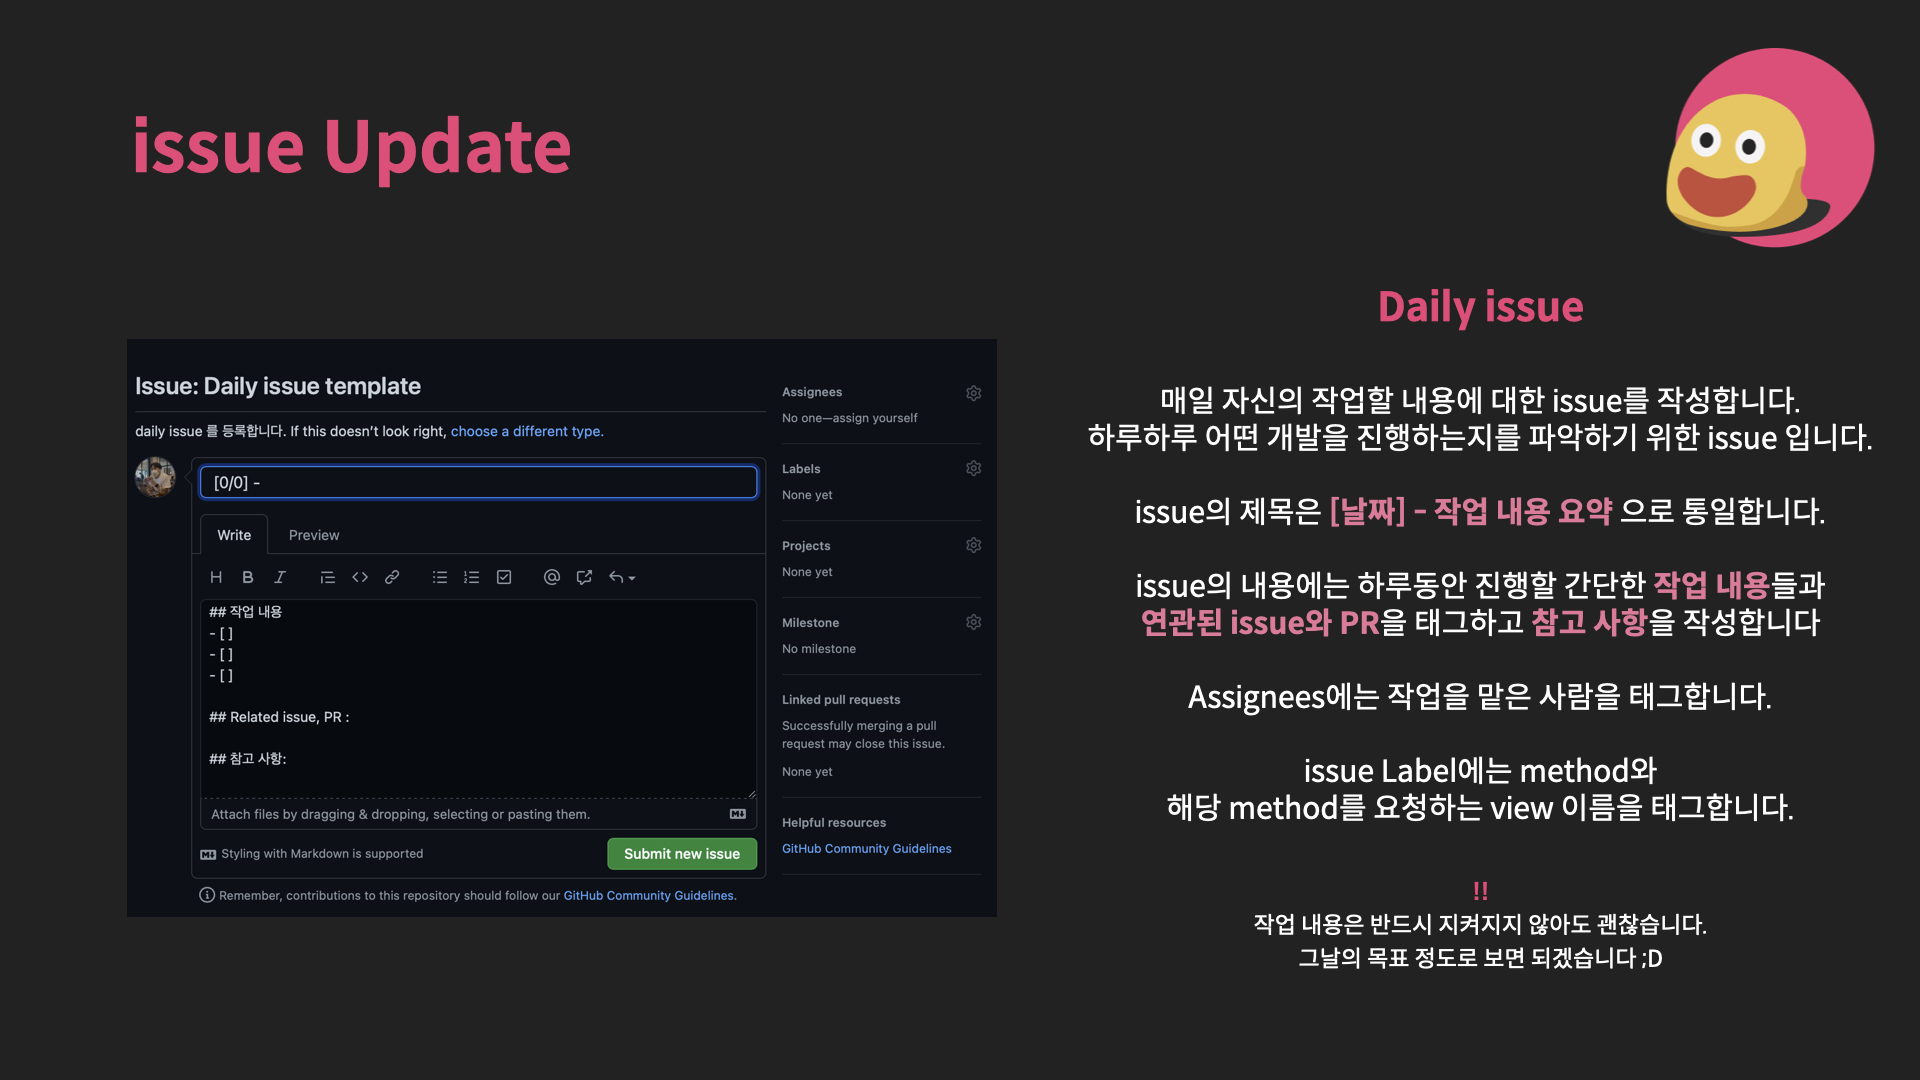 issue Update
Issue: Daily issue template
daily issue 를 등록합니다. If this doesn't look right, choose a different type.
[0/0] -
Write
Preview
## 작업 내용
- [ ]
- [ ]
- [ ]
## Related issue, PR :
## 참고 사항:
Attach files by dragging & dropping, selecting or pasting them.
Styling with Markdown is supported
Submit new issue
Remember, contributions to this repository should follow our GitHub Community Guidelines.
Assignees
No one—assign yourself
Labels
None yet
Projects
None yet
Milestone
No milestone
Linked pull requests
Successfully merging a pull
request may close this issue.
None yet
Helpful resources
GitHub Community Guidelines
Daily issue
매일 자신의 작업할 내용에 대한 issue를 작성합니다.
하루하루 어떤 개발을 진행하는지를 파악하기 위한 issue 입니다.
issue의 제목은 [날짜] - 작업 내용 요약 으로 통일합니다.
issue의 내용에는 하루동안 진행할 간단한 작업 내용들과
연관된 issue와 PR을 태그하고 참고 사항을 작성합니다
Assignees에는 작업을 맡은 사람을 태그합니다.
issue Label에는 method와
해당 method를 요청하는 view 이름을 태그합니다.
!!
작업 내용은 반드시 지켜지지 않아도 괜찮습니다.
그날의 목표 정도로 보면 되겠습니다 ;D